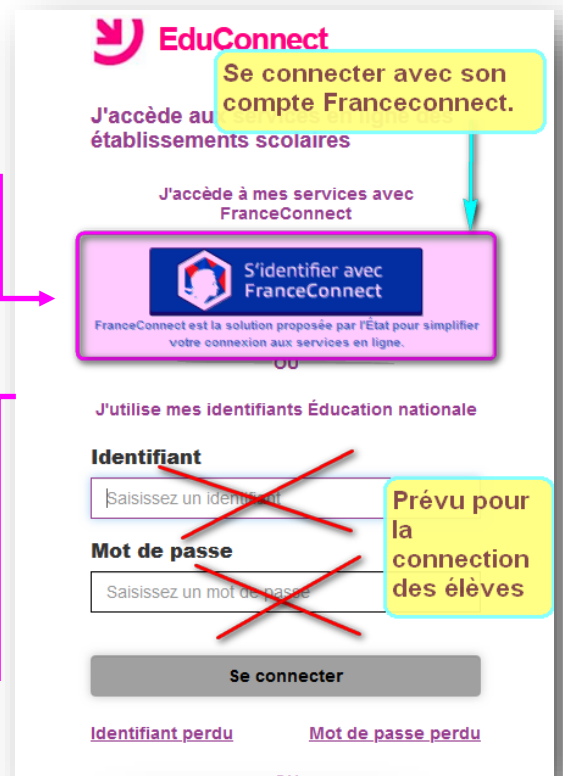 EduConnect
Se connecter avec son
compte Franceconnect.
J'accède aux services en ligne des
établissements scolaires
J'accède à mes services avec
FranceConnect
S'identifier avec
FranceConnect
FranceConnect est la solution proposée par l'État pour simplifier
votre connexion aux services en ligne.
OU
J'utilise mes identifiants Éducation nationale
Identifiant
Saisissez un identifiant
Prévu pour
la
connection
des élèves
Mot de passe
Saisissez un mot de passe
Se connecter
Identifiant perdu
Mot de passe perdu